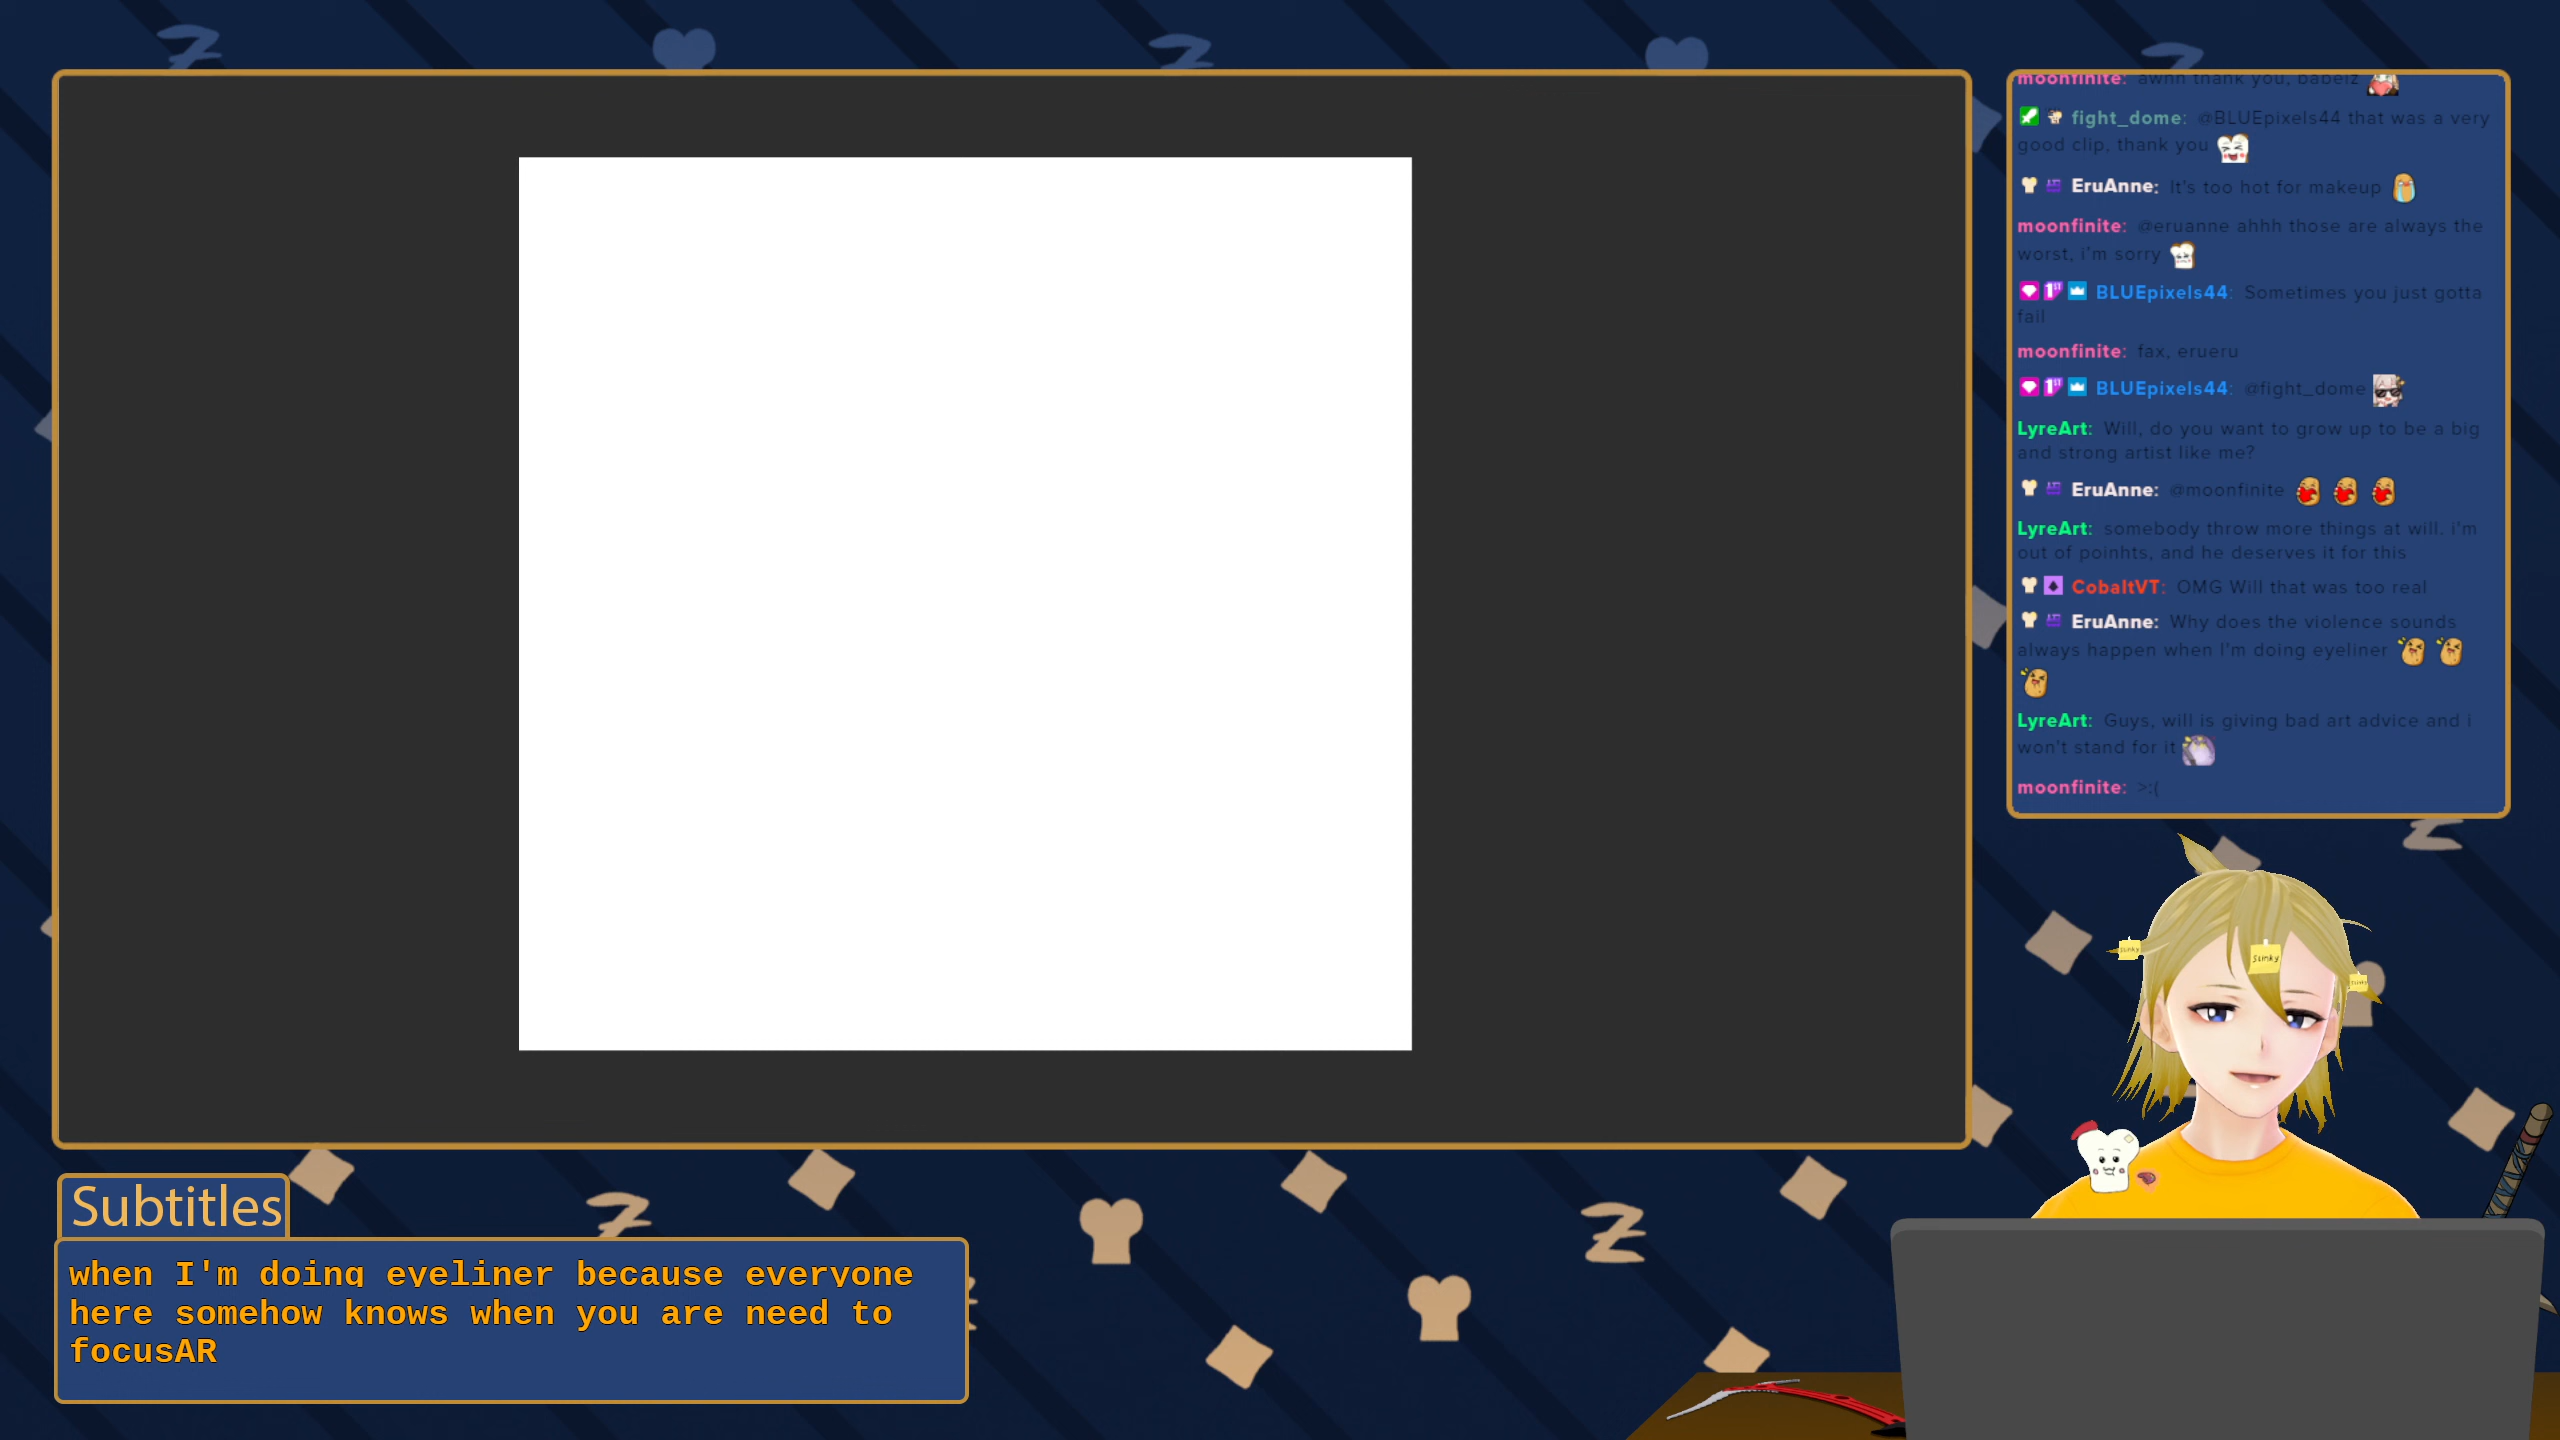 moonfinite: awhh thank you, babeiz
fight_dome: @BLUEpixels44 that was a very
good clip, thank you
EruAnne: It's too hot for makeup
moonfinite: @eruanne ahhh those are always the
worst, i'm sorry
BLUEpixels44: Sometimes you just gotta
fail
moonfinite: fax, erueru
BLUEpixels44: @fight_dome
LyreArt: Will, do you want to grow up to be a big
and strong artist like me?
EruAnne: @moonfinite
LyreArt: somebody throw more things at will. i'm
out of poinhts, and he deserves it for this
CobaltVT: OMG Will that was too real
EruAnne: Why does the violence sounds
always happen when I'm doing eyeliner
LyreArt: Guys, will is giving bad art advice and i
won't stand for it
moonfinite: >:(
Stinky
Subtitles
when I'm doing eyeliner because everyone
here somehow knows when you are need to
focusAR